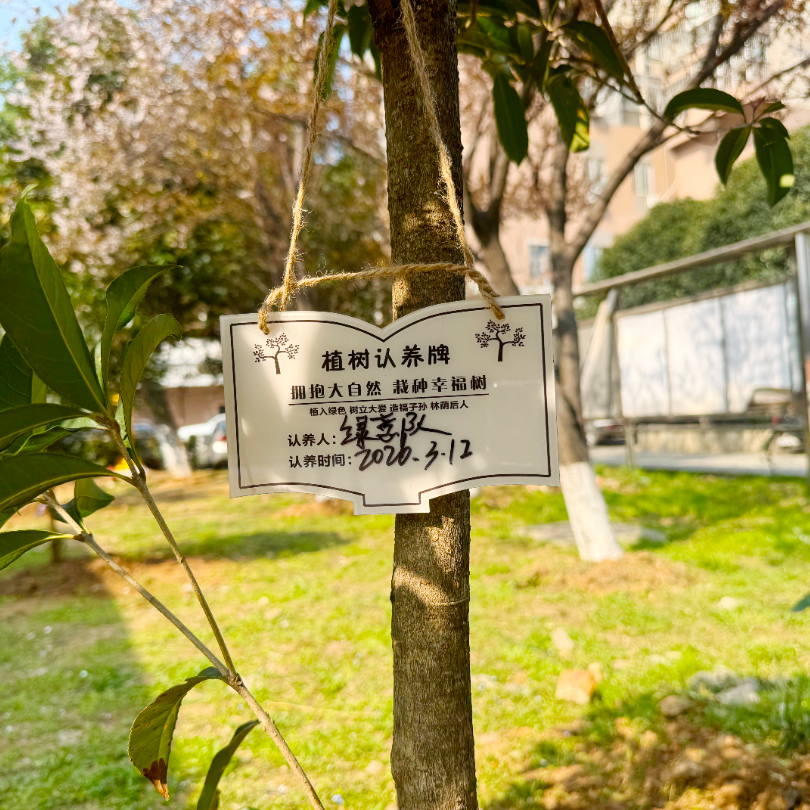 植树认养牌
拥抱大自然 栽种幸福树
植入绿色 树立大爱 造福子孙 林荫后人
认养人：绿享队
认养时间：2026.3.12